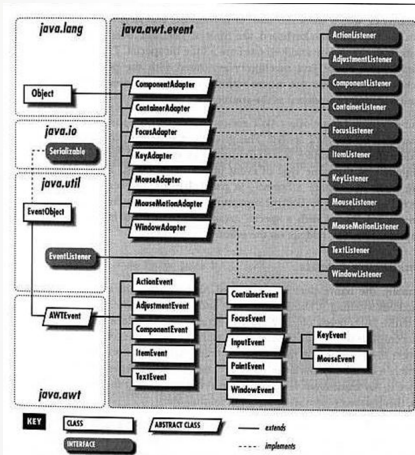 java.lang
java.awt.event
Object
java.io
Serializable
java.util
EventObject
EventListener
AWTEvent
java.awt
ComponentAdapter
ContainerAdapter
FocusAdapter
KeyAdapter
MouseAdapter
MouseMotionAdapter
WindowAdapter
ActionListener
AdjustmentListener
ComponentListener
ContainerListener
FocusListener
ItemListener
KeyListener
MouseListener
MouseMotionListener
TextListener
WindowListener
ActionEvent
AdjustmentEvent
ComponentEvent
ItemEvent
TextEvent
ContainerEvent
FocusEvent
InputEvent
PaintEvent
WindowEvent
KeyEvent
MouseEvent
KEY
CLASS
ABSTRACT CLASS
extends
INTERFACE
implements